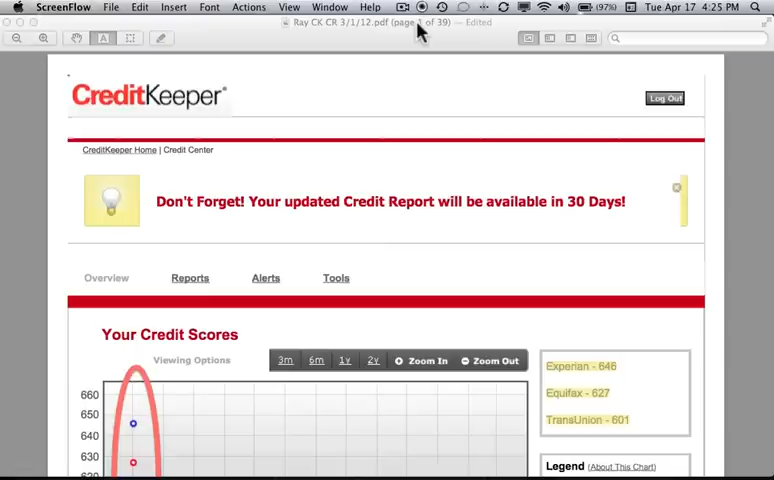 ScreenFlow File Edit Mark Font Actions View Window Help (97%) Tue Apr 17 4:25 PM
Ray CK CR 3/1/12.pdf (page 1 of 39) — Edited
A
CreditKeeper
Log Out
CreditKeeper Home | Credit Center
Don't Forget! Your updated Credit Report will be available in 30 Days!
Overview Reports Alerts Tools
Your Credit Scores
Viewing Options 3m 6m 1y 2y Zoom In Zoom Out
Experian - 646
Equifax - 627
TransUnion - 601
660
650
640
630
620
Legend (About This Chart)